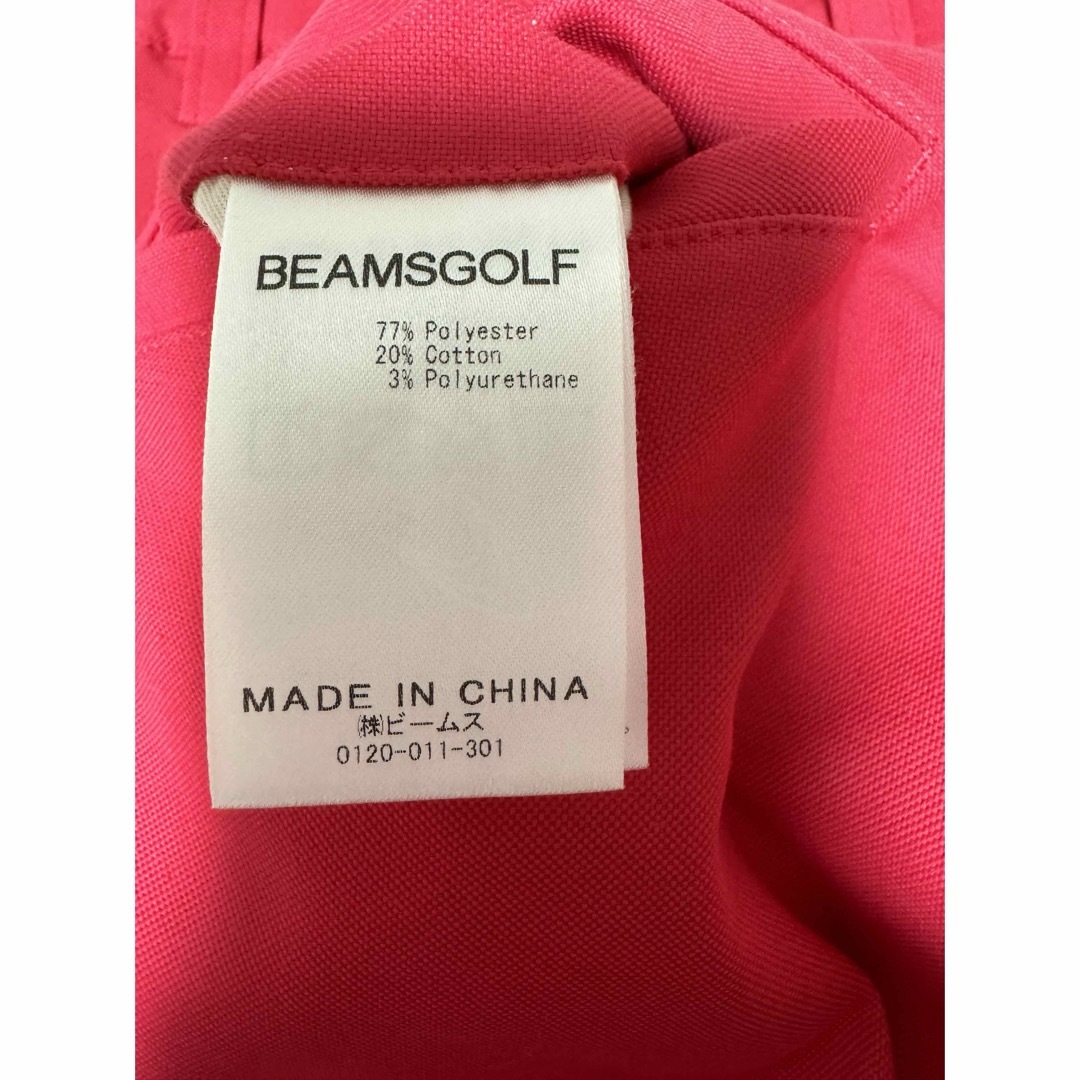 BEAMSGOLF
77% Polyester
20% Cotton
3% Polyurethane
MADE IN CHINA
㈱ビームス
0120-011-301